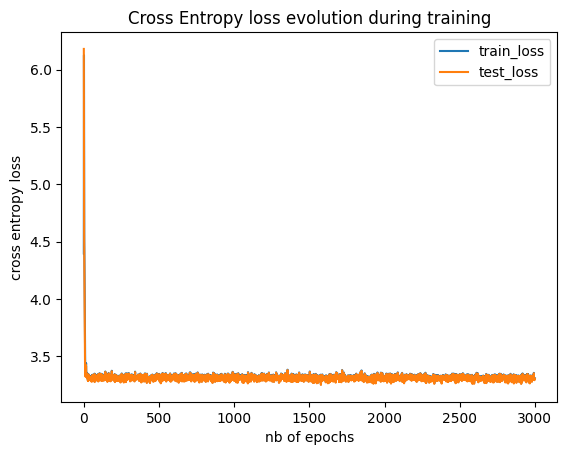 Cross Entropy loss evolution during training
train_loss
test_loss
6.0
5.5
5.0
4.5
4.0
3.5
cross entropy loss
0 500 1000 1500 2000 2500 3000
nb of epochs